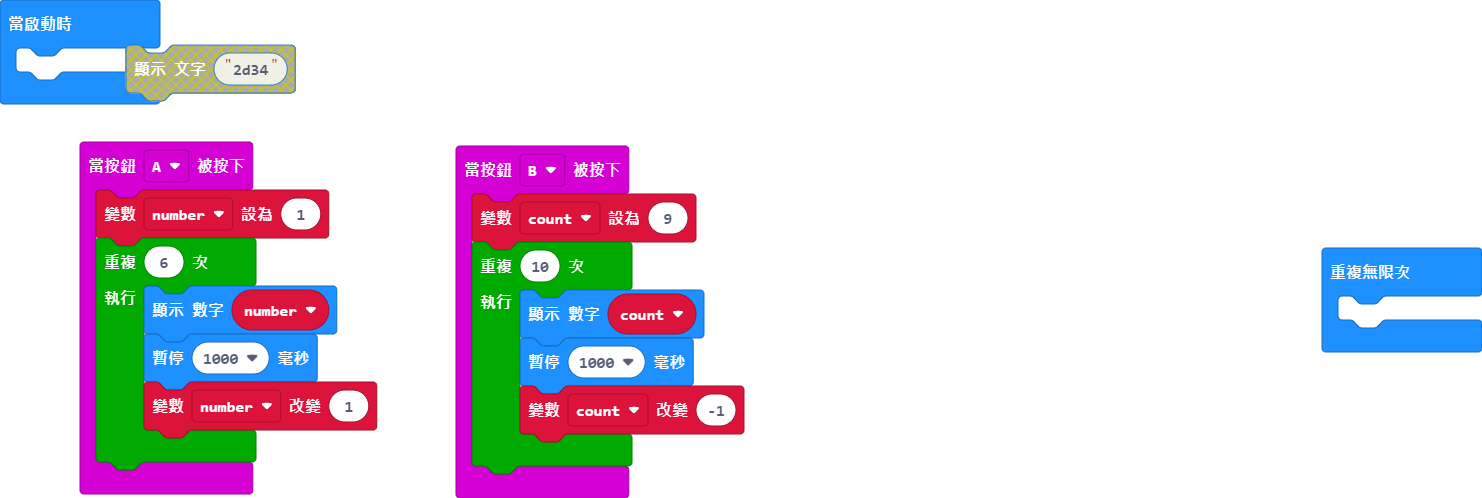 當啟動時
顯示 文字 "2d34"
當按鈕 A 被按下
變數 number 設為 1
重複 6 次
執行
顯示 數字 number
暫停 1000 毫秒
變數 number 改變 1
當按鈕 B 被按下
變數 count 設為 9
重複 10 次
執行
顯示 數字 count
暫停 1000 毫秒
變數 count 改變 -1
重複無限次